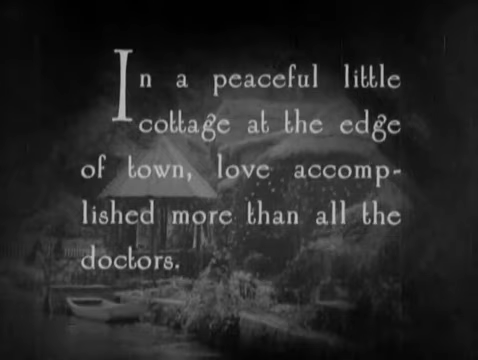 In a peaceful little
cottage at the edge
of town, love accomp-
lished more than all the
doctors.